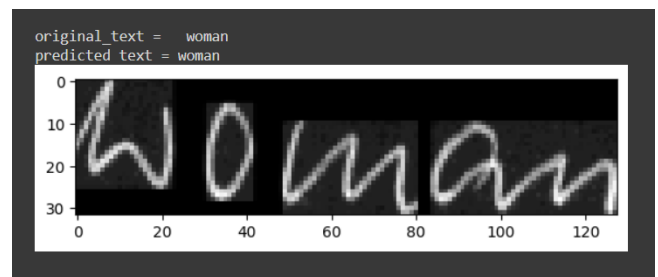 original_text =   woman
predicted text = woman
0
10
20
30
woman
0 20 40 60 80 100 120